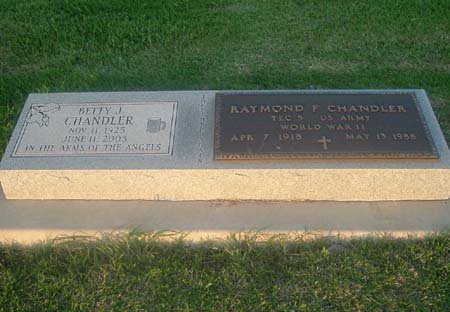 BETTY J.
CHANDLER
NOV 11 1925
JUNE 11 2005
IN THE ARMS OF THE ANGELS
RAYMOND F CHANDLER
TEC 5 US ARMY
WORLD WAR II
APR 7 1918 MAY 13 1988